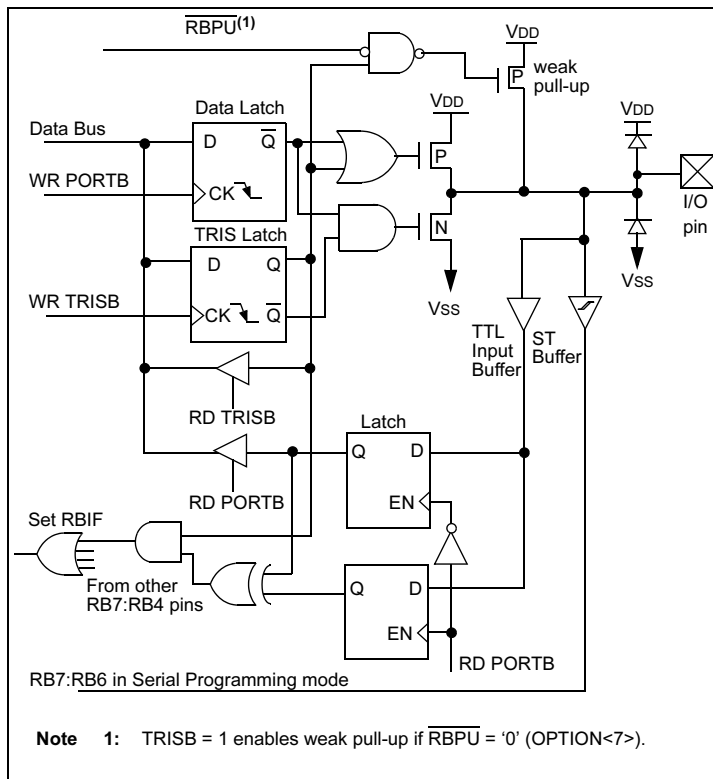 RBPU(1)
VDD
P
weak
pull-up
Data Latch
VDD
VDD
Data Bus
D
Q
P
WR PORTB
CK
I/O
pin
TRIS Latch
N
D
Q
VSS
WR TRISB
CK
Q
VSS
TTL
Input
Buffer
ST
Buffer
RD TRISB
Latch
Q
D
RD PORTB
EN
Set RBIF
From other
RB7:RB4 pins
Q
D
EN
RD PORTB
RB7:RB6 in Serial Programming mode
Note 1: TRISB = 1 enables weak pull-up if RBPU = '0' (OPTION<7>).